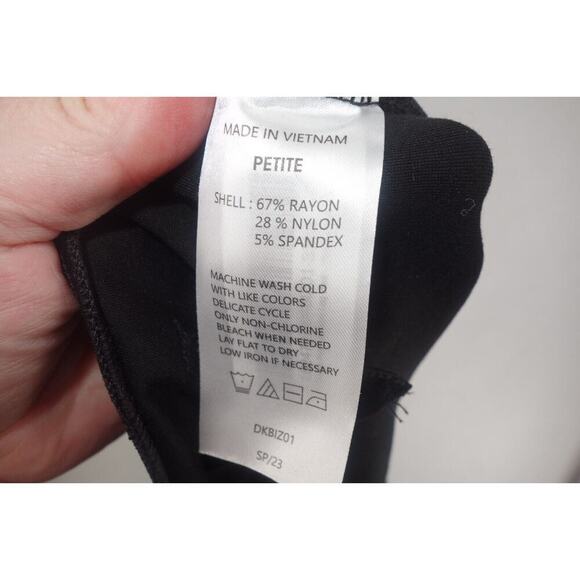 MADE IN VIETNAM
PETITE
SHELL : 67% RAYON
28 % NYLON
5% SPANDEX
MACHINE WASH COLD
WITH LIKE COLORS
DELICATE CYCLE
ONLY NON-CHLORINE
BLEACH WHEN NEEDED
LAY FLAT TO DRY
LOW IRON IF NECESSARY
DKBIZ01
SP/23